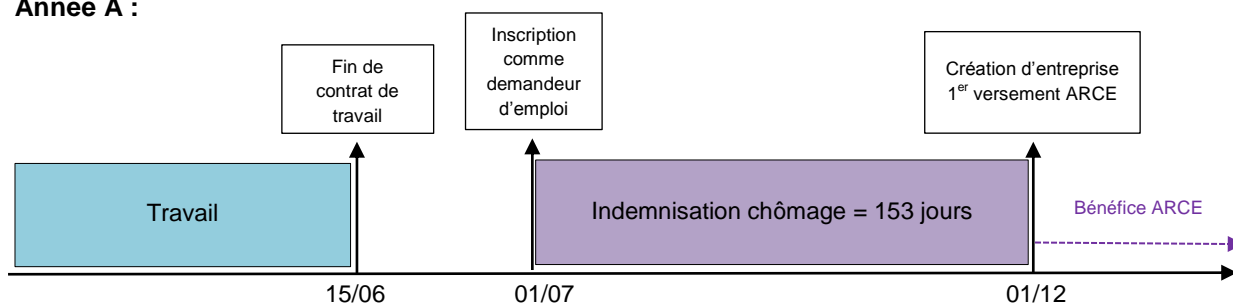 Année A :
Fin de
contrat de
travail
Inscription
comme
demandeur
d'emploi
Création d'entreprise
1er versement ARCE
Travail
Indemnisation chômage = 153 jours
Bénéfice ARCE
15/06
01/07
01/12